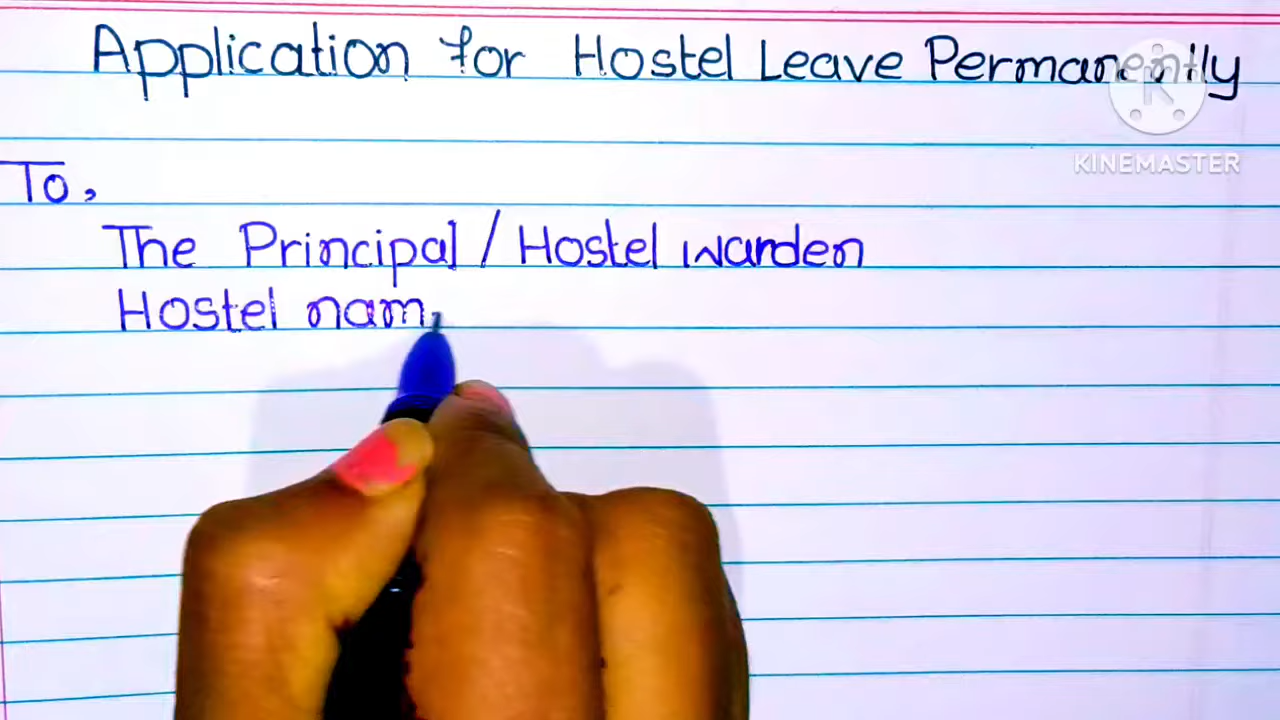 Application for Hostel Leave Permanently
KINEMASTER
To,
The Principal / Hostel warden
Hostel nam